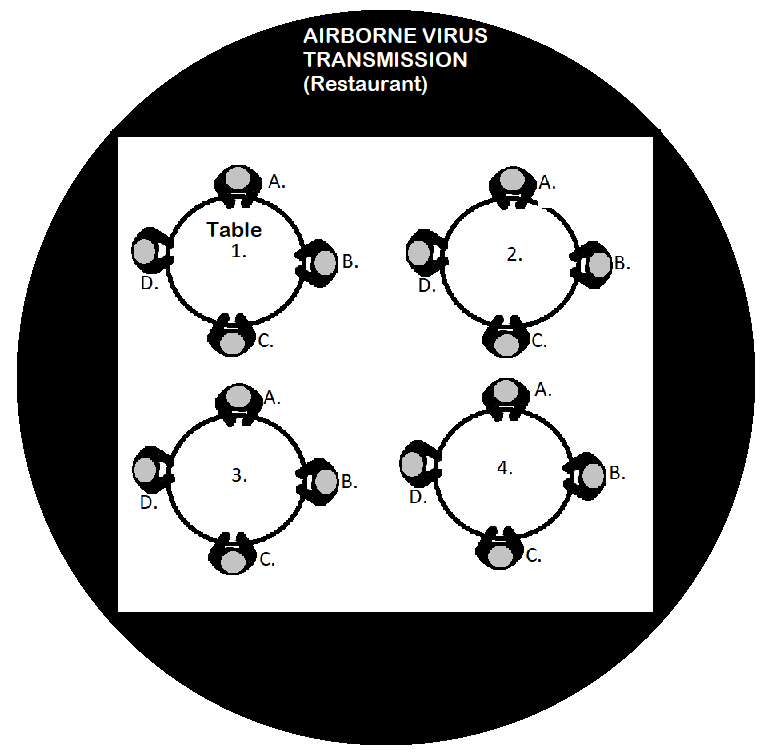 AIRBORNE VIRUS
TRANSMISSION
(Restaurant)
A.
Table
1.
B.
C.
D.
A.
2.
B.
C.
D.
A.
3.
B.
C.
D.
A.
4.
B.
C.
D.